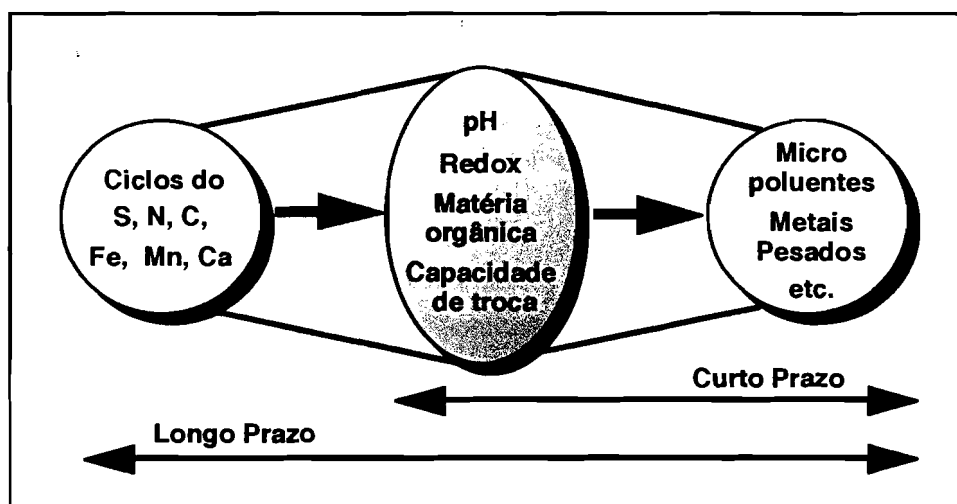 Ciclos do
S, N, C,
Fe, Mn, Ca
pH
Redox
Matéria
orgânica
Capacidade
de troca
Micro
poluentes
Metais
Pesados
etc.
Curto Prazo
Longo Prazo